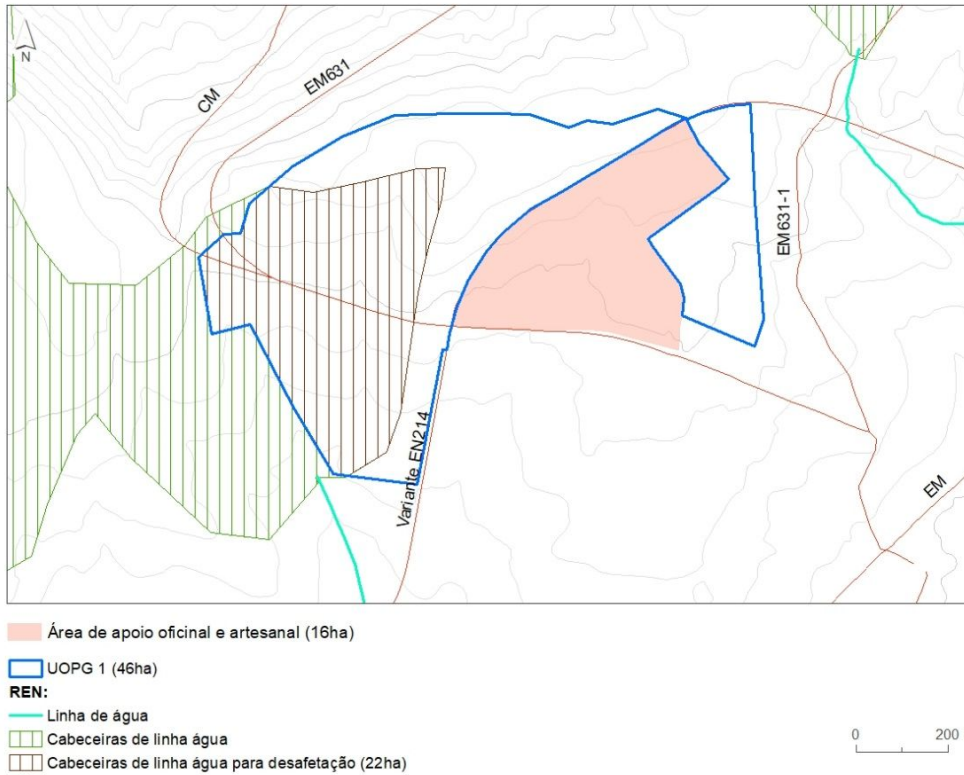 N
CM
EM631
EM631-1
Variante EN214
EM
Área de apoio oficinal e artesanal (16ha)
UOPG 1 (46ha)
REN:
Linha de água
Cabeceiras de linha água
Cabeceiras de linha água para desafetação (22ha)
0 200